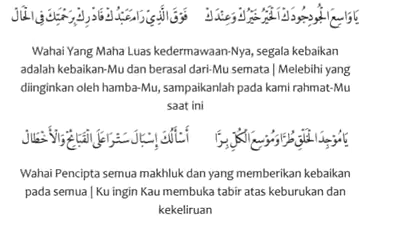 يَا وَاسِعَ الْجُودِ جُودَكَ الْخَيْرُ خَيْرُكْ وَعِنْدَكْ فَوْقَ الَّذِيْ رَامَ عَبْدُكْ فَادْرِكْ بِرَحْمَتِكَ فِي الْحَالْ
Wahai Yang Maha Luas kedermawaan-Nya, segala kebaikan
adalah kebaikan-Mu dan berasal dari-Mu semata | Melebihi yang
diinginkan oleh hamba-Mu, sampaikanlah pada kami rahmat-Mu
saat ini
يَا مُوْجِدَ الْخَلْقِ طُرًّا وَمُوْسِعَ الْكُلِّ بِرًّا أَسْأَلُكَ إِسْبَالَ سَتْرًا عَلَى الْقَبَائِحْ وَالْأَخْطَالْ
Wahai Pencipta semua makhluk dan yang memberikan kebaikan
pada semua | Ku ingin Kau membuka tabir atas keburukan dan
kekeliruan